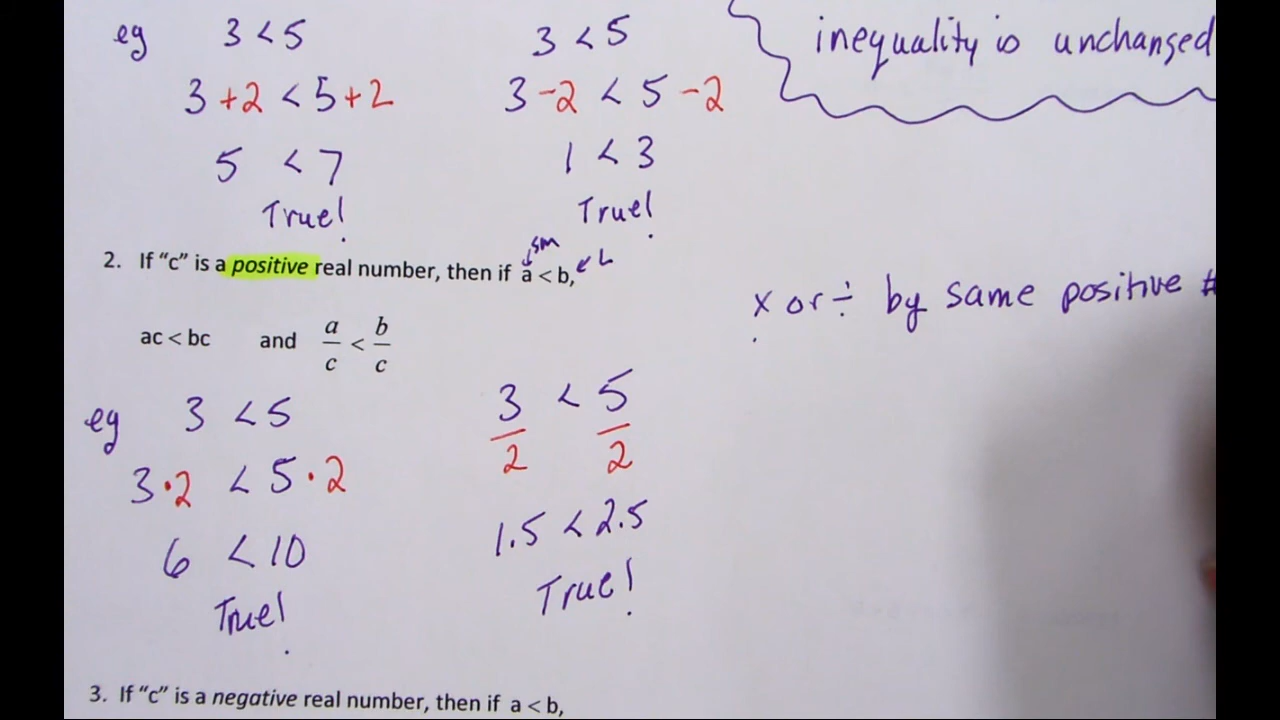 eg 3 < 5 3 < 5
inequality is unchanged
3 + 2 < 5 + 2 3 - 2 < 5 - 2
5 < 7 1 < 3
True! True!
sm
2. If “c” is a positive real number, then if a < b, L
x or ÷ by same positive #
ac < bc and a/c < b/c
eg 3 < 5 3/2 < 5/2
3 · 2 < 5 · 2
6 < 10 1.5 < 2.5
True! True!
3. If “c” is a negative real number, then if a < b,